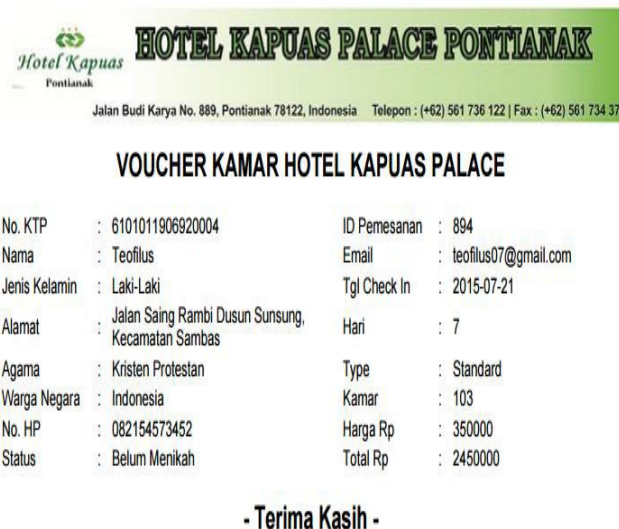 Hotel Kapuas
Pontianak
HOTEL KAPUAS PALACE PONTIANAK
Jalan Budi Karya No. 889, Pontianak 78122, Indonesia Telepon : (+62) 561 736 122 | Fax : (+62) 561 734 37
VOUCHER KAMAR HOTEL KAPUAS PALACE
No. KTP : 6101011906920004 ID Pemesanan : 894
Nama : Teofilus Email : teofilus07@gmail.com
Jenis Kelamin : Laki-Laki Tgl Check In : 2015-07-21
Alamat : Jalan Saing Rambi Dusun Sunsung, Hari : 7
Kecamatan Sambas
Agama : Kristen Protestan Type : Standard
Warga Negara : Indonesia Kamar : 103
No. HP : 082154573452 Harga Rp : 350000
Status : Belum Menikah Total Rp : 2450000
- Terima Kasih -